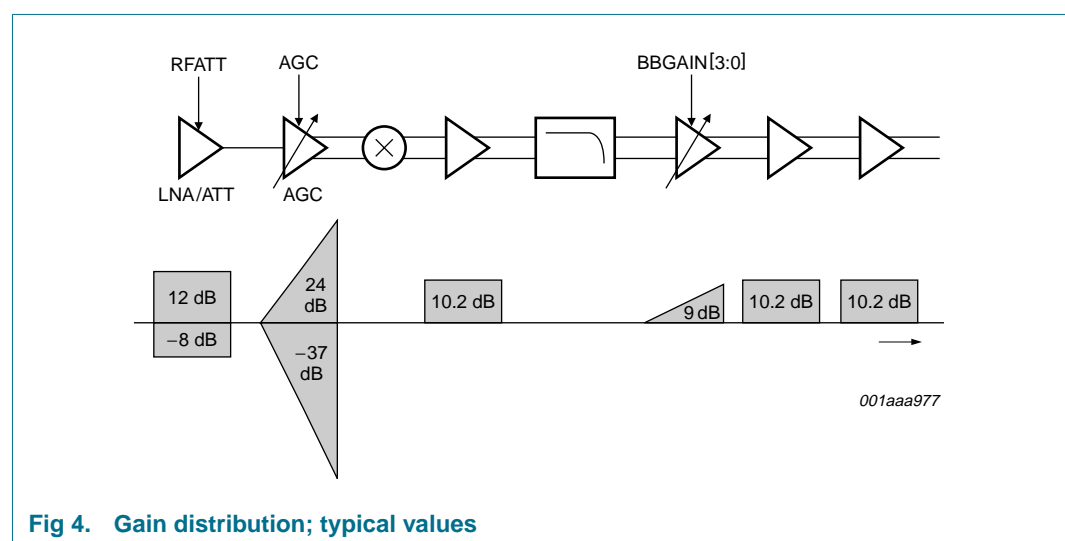 RFATT AGC BBGAIN[3:0]
LNA/ATT AGC
12 dB
−8 dB
24
dB
−37
dB
10.2 dB
9 dB
10.2 dB
10.2 dB
001aaa977
Fig 4. Gain distribution; typical values